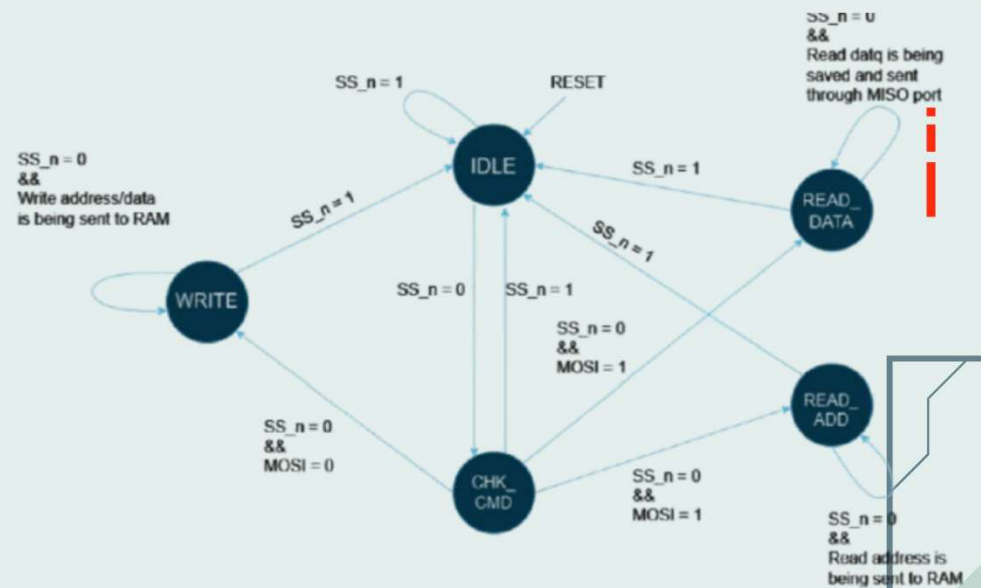 SS_n = 0
&&
Read datq is being
saved and sent
through MISO port
SS_n = 1
RESET
IDLE
SS_n = 0
&&
Write address/data
is being sent to RAM
SS_n = 1
SS_n = 1
READ_
DATA
SS_n = 1
WRITE
SS_n = 0
SS_n = 1
SS_n = 0
&&
MOSI = 1
READ_
ADD
SS_n = 0
&&
MOSI = 0
CHK_
CMD
SS_n = 0
&&
MOSI = 1
SS_n = 0
&&
Read address is
being sent to RAM